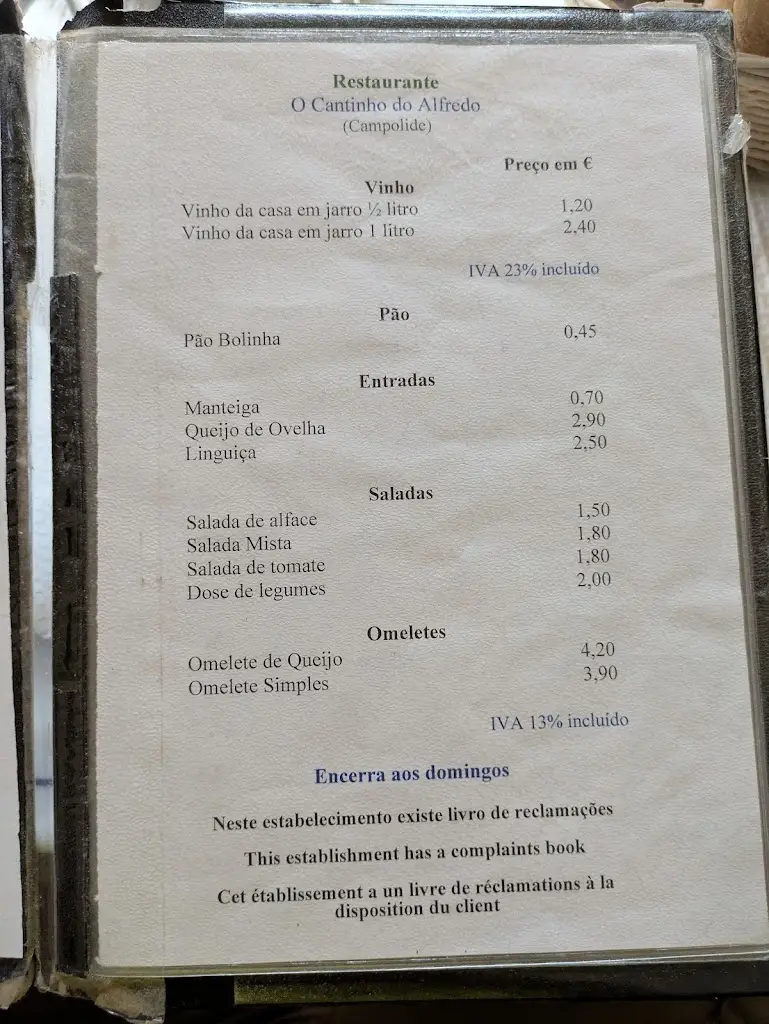 Restaurante
O Cantinho do Alfredo
(Campolide)
Preço em €
Vinho
Vinho da casa em jarro ½ litro 1,20
Vinho da casa em jarro 1 litro 2,40
IVA 23% incluído
Pão
Pão Bolinha 0,45
Entradas
Manteiga 0,70
Queijo de Ovelha 2,90
Linguiça 2,50
Saladas
Salada de alface 1,50
Salada Mista 1,80
Salada de tomate 1,80
Dose de legumes 2,00
Omeletes
Omelete de Queijo 4,20
Omelete Simples 3,90
IVA 13% incluído
Encerra aos domingos
Neste estabelecimento existe livro de reclamações
This establishment has a complaints book
Cet établissement a un livre de réclamations à la
disposition du client